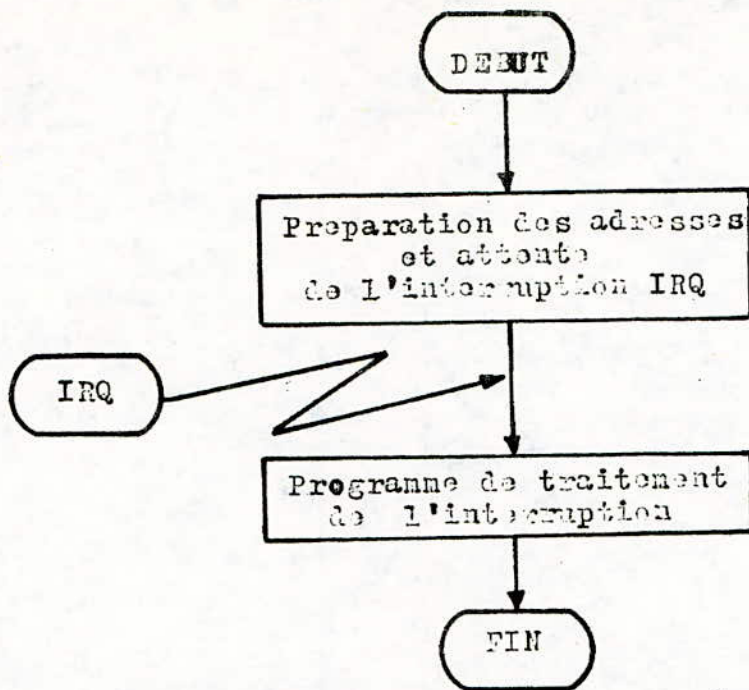 DEBUT
Preparation des adresses
et attente
de l'interruption IRQ
IRQ
Programme de traitement
de l'interruption
FIN